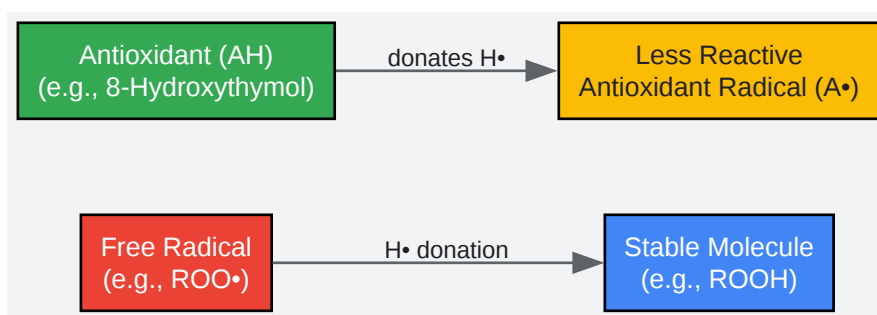 Antioxidant (AH)
(e.g., 8-Hydroxythymol)
donates H•
Less Reactive
Antioxidant Radical (A•)
Free Radical
(e.g., ROO•)
H• donation
Stable Molecule
(e.g., ROOH)